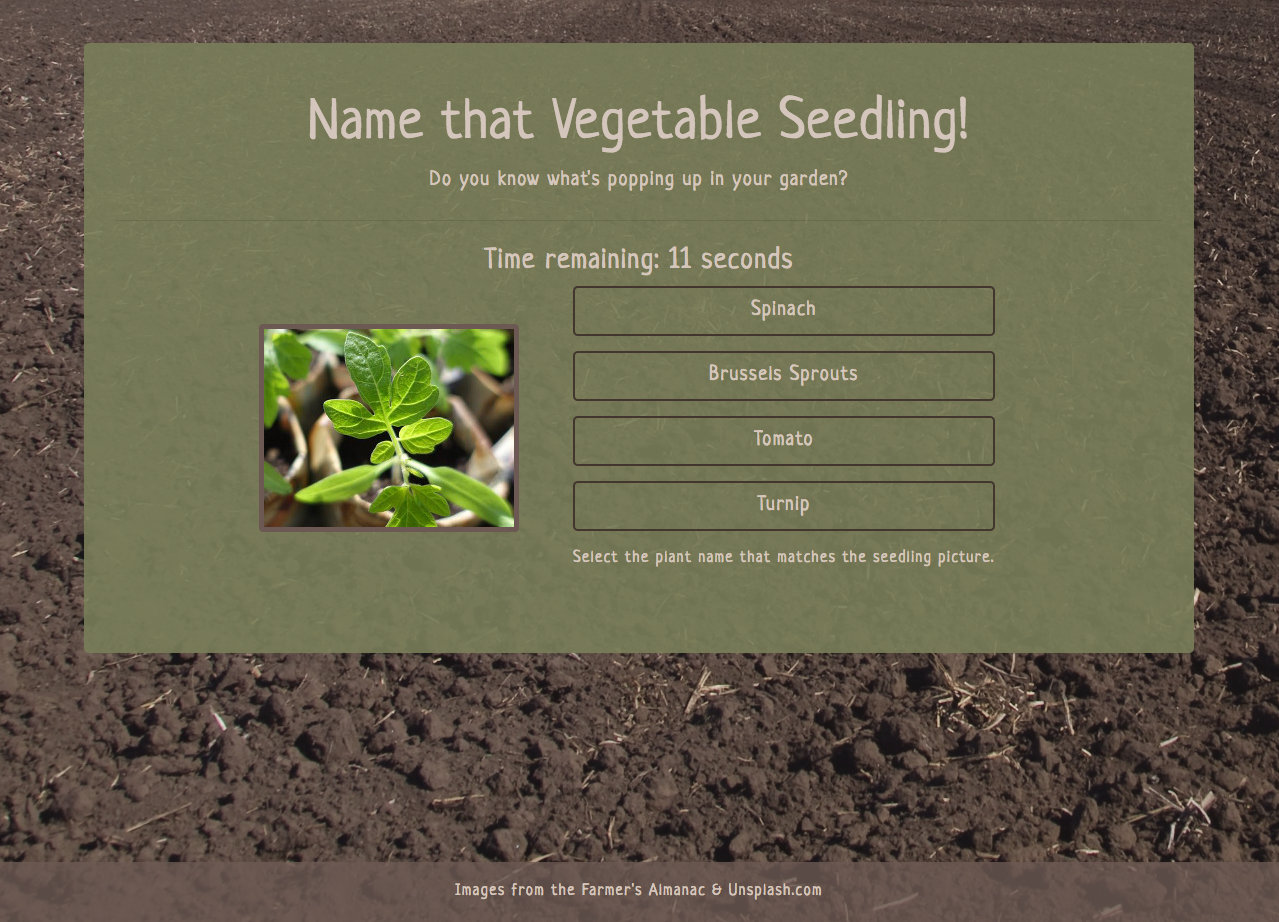 Name that Vegetable Seedling!
Do you know what's popping up in your garden?
Time remaining: 11 seconds
Spinach
Brussels Sprouts
Tomato
Turnip
Select the plant name that matches the seedling picture.
Images from the Farmer's Almanac & Unsplash.com